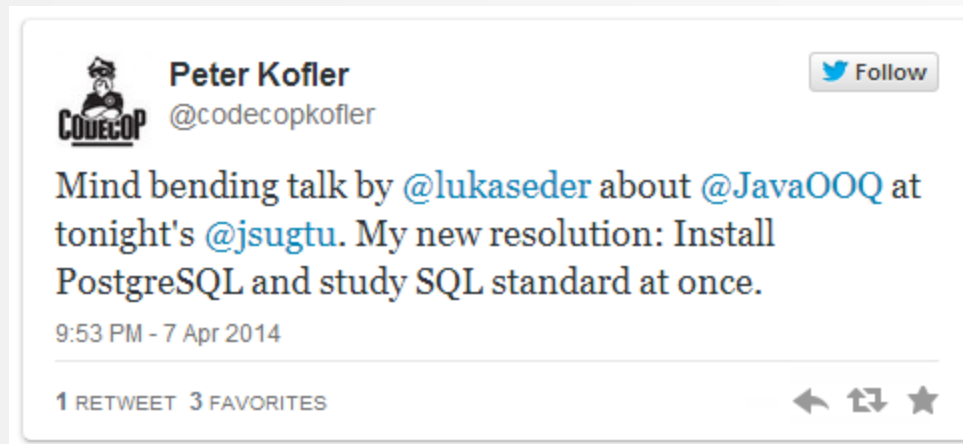 CODECOP
Peter Kofler
@codecopkofler
Follow
Mind bending talk by @lukaseder about @JavaOOQ at
tonight's @jsugtu. My new resolution: Install
PostgreSQL and study SQL standard at once.
9:53 PM - 7 Apr 2014
1 RETWEET 3 FAVORITES